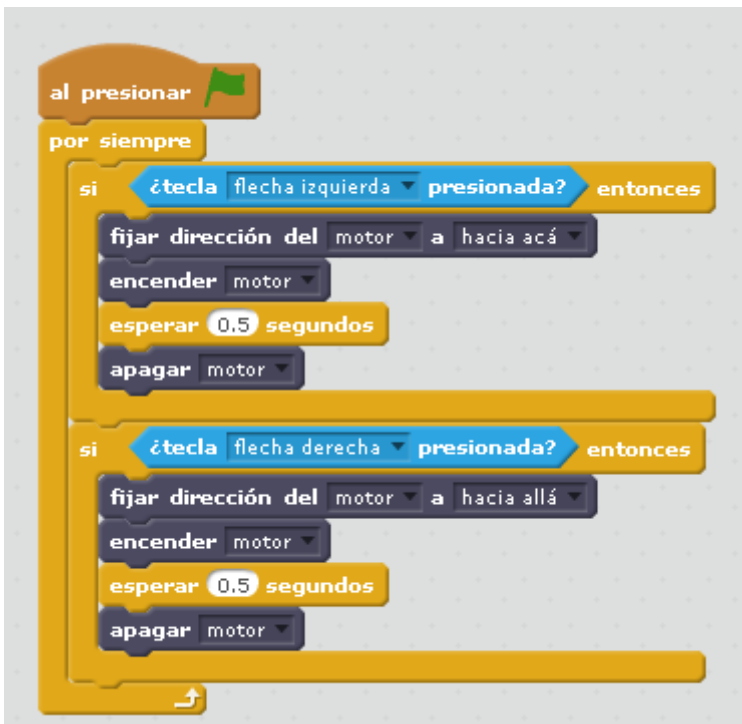 al presionar
por siempre
si ¿tecla flecha izquierda presionada? entonces
fijar dirección del motor a hacia acá
encender motor
esperar 0.5 segundos
apagar motor
si ¿tecla flecha derecha presionada? entonces
fijar dirección del motor a hacia allá
encender motor
esperar 0.5 segundos
apagar motor